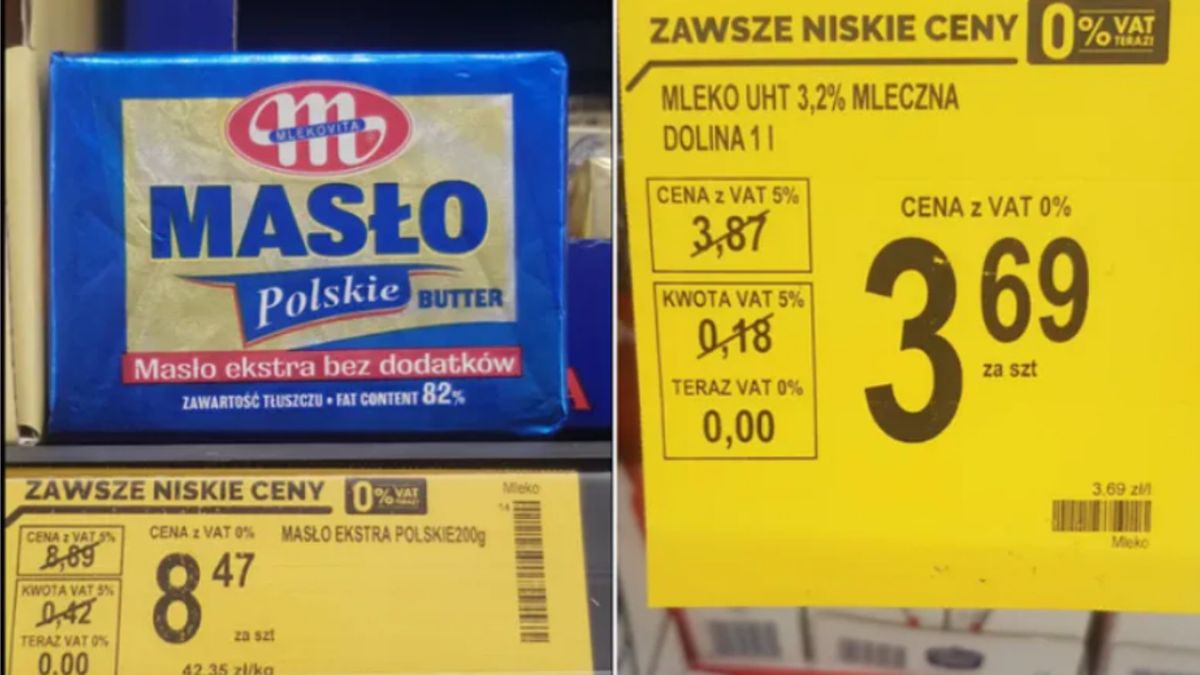 MLEKOVITA
MASŁO
Polskie BUTTER
Masło ekstra bez dodatków
ZAWARTOŚĆ TŁUSZCZU • FAT CONTENT 82%
ZAWSZE NISKIE CENY 0% VAT TERAZ!
Mleko
14
CENA z VAT 5%
8,89
KWOTA VAT 5%
0,42
TERAZ VAT 0%
0,00
CENA z VAT 0%
8 47
za szt
42,35 zł/kg
MASŁO EKSTRA POLSKIE200g
ZAWSZE NISKIE CENY 0% VAT TERAZ!
MLEKO UHT 3,2% MLECZNA
DOLINA 1 l
CENA z VAT 5%
3,87
KWOTA VAT 5%
0,18
TERAZ VAT 0%
0,00
CENA z VAT 0%
3 69
za szt
3,69 zł/l
Mleko